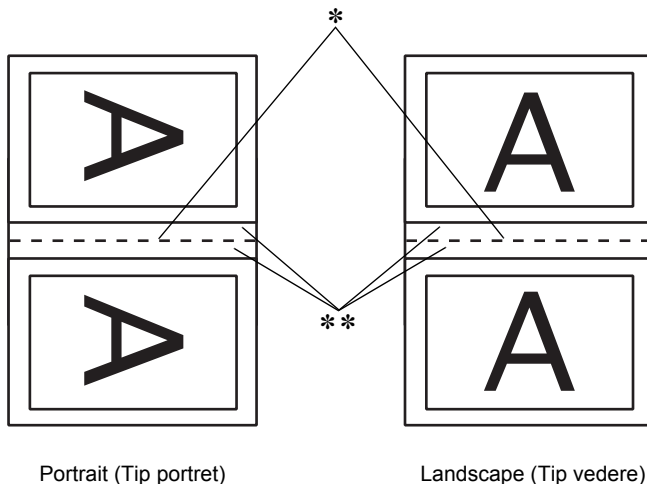 *
A A
A A
**
Portrait (Tip portret)
Landscape (Tip vedere)